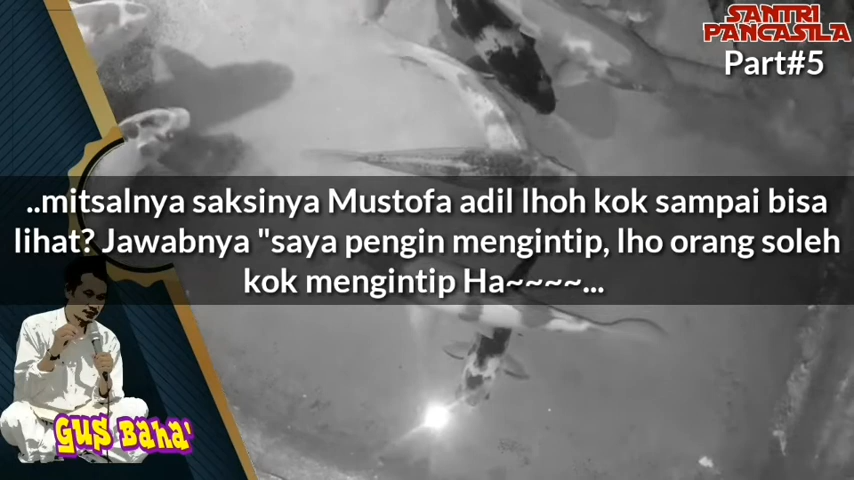 SANTRI
PANCASILA
Part#5
..mitsalnya saksinya Mustofa adil lhoh kok sampai bisa
lihat? Jawabnya "saya pengin mengintip, lho orang soleh
kok mengintip Ha~~~~...
GUS BAHA'